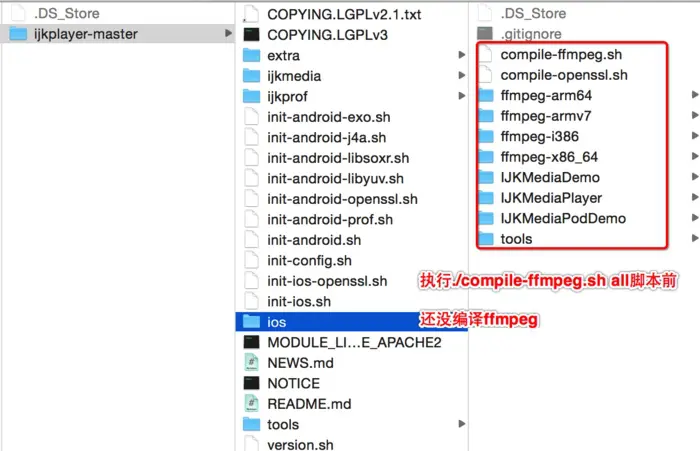 .DS_Store
ijkplayer-master
COPYING.LGPLv2.1.txt
COPYING.LGPLv3
extra
ijkmedia
ijkprof
init-android-exo.sh
init-android-j4a.sh
init-android-libsoxr.sh
init-android-libyuv.sh
init-android-openssl.sh
init-android-prof.sh
init-android.sh
init-config.sh
init-ios-openssl.sh
init-ios.sh
ios
MODULE_LI...E_APACHE2
NEWS.md
NOTICE
README.md
tools
version.sh
.DS_Store
.gitignore
compile-ffmpeg.sh
compile-openssl.sh
ffmpeg-arm64
ffmpeg-armv7
ffmpeg-i386
ffmpeg-x86_64
IJKMediaDemo
IJKMediaPlayer
IJKMediaPodDemo
tools
执行./compile-ffmpeg.sh all脚本前
还没编译ffmpeg